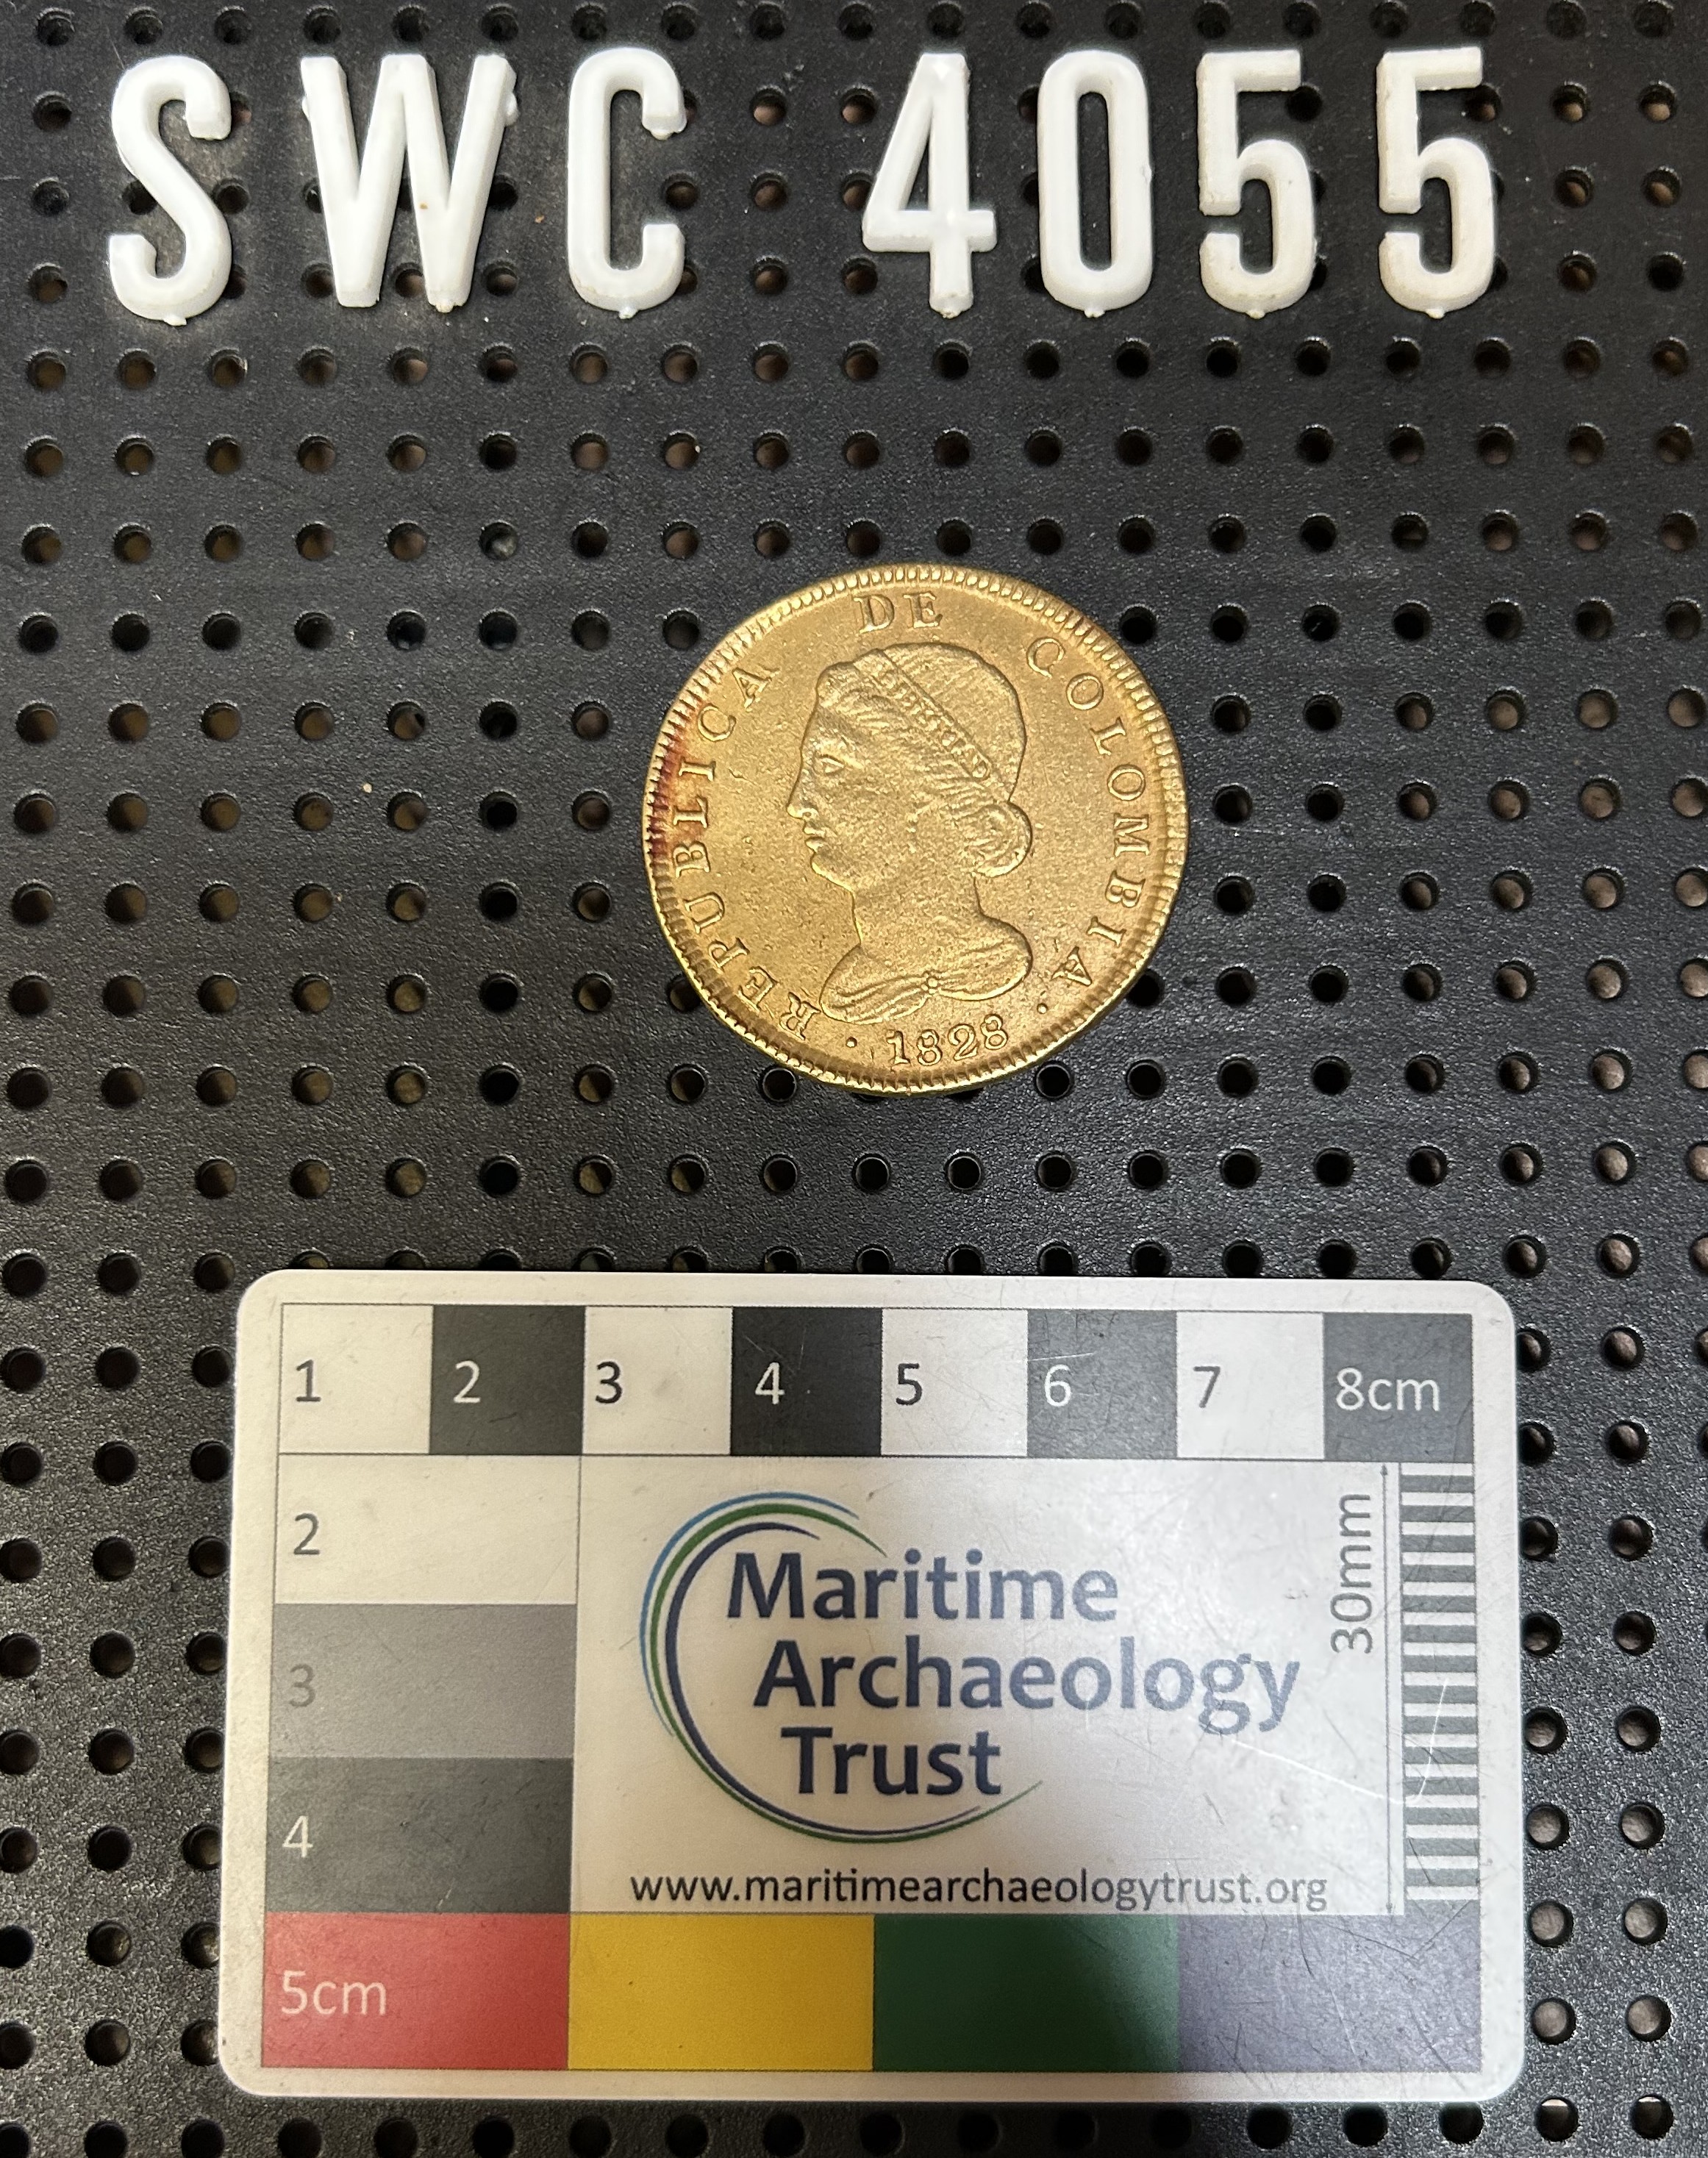 SWC 4055
REPUBLICA DE COLOMBIA
· 1828 ·
1 2 3 4 5 6 7 8cm
2
3
4
5cm
30mm
Maritime
Archaeology
Trust
www.maritimearchaeologytrust.org